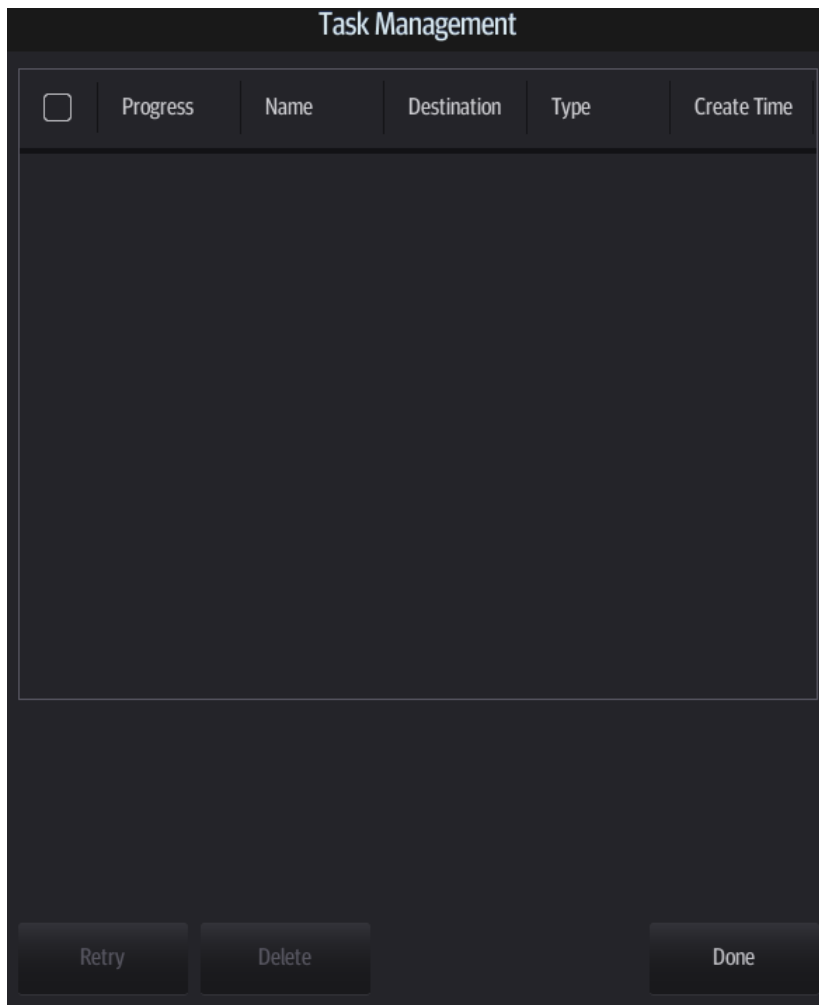 Task Management
Progress Name Destination Type Create Time
Retry Delete Done